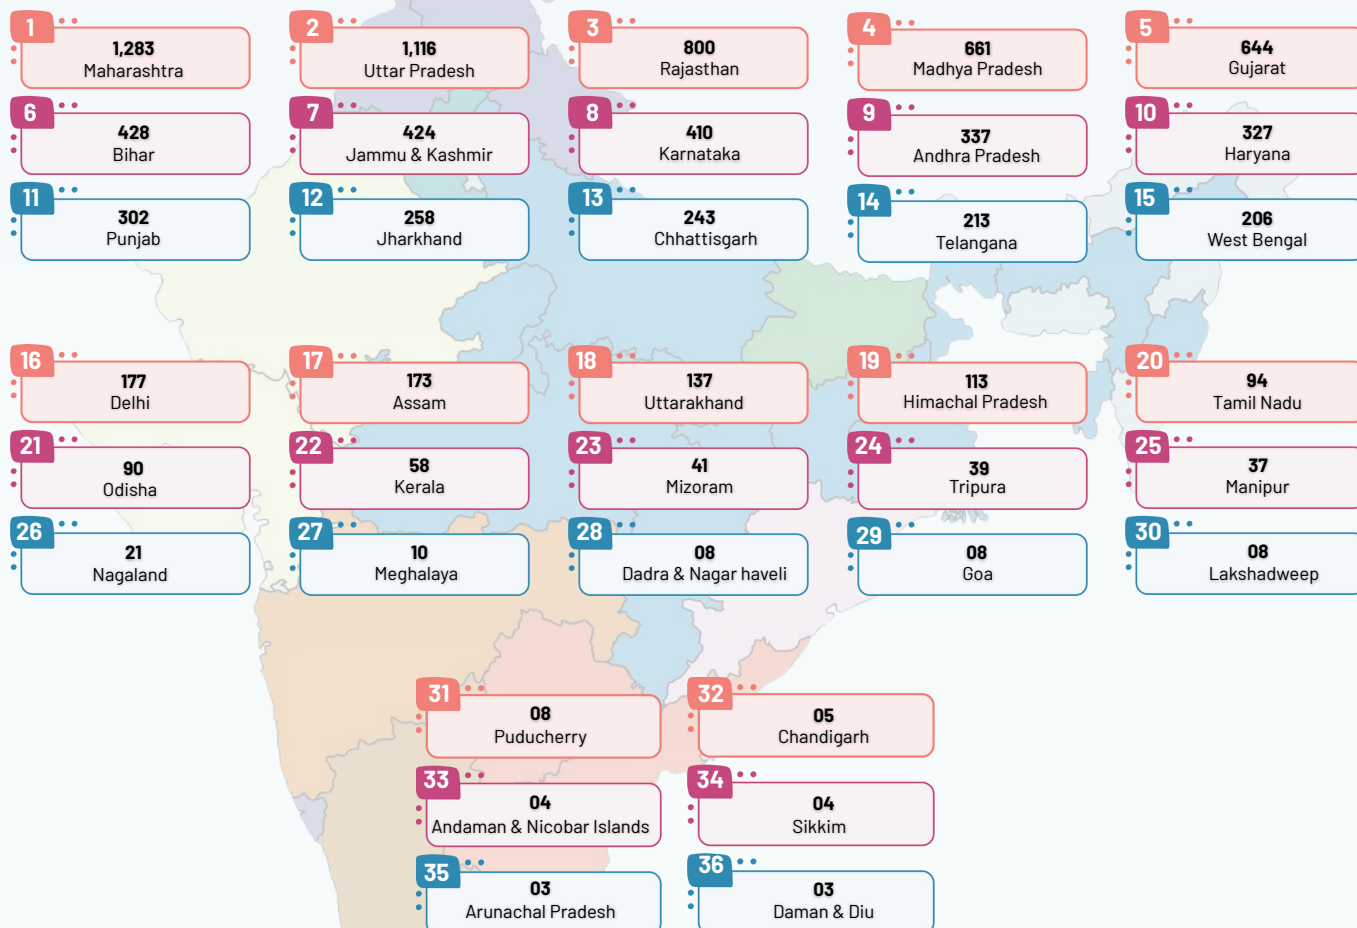 1
1,283
Maharashtra
2
1,116
Uttar Pradesh
3
800
Rajasthan
4
661
Madhya Pradesh
5
644
Gujarat
6
428
Bihar
7
424
Jammu & Kashmir
8
410
Karnataka
9
337
Andhra Pradesh
10
327
Haryana
11
302
Punjab
12
258
Jharkhand
13
243
Chhattisgarh
14
213
Telangana
15
206
West Bengal
16
177
Delhi
17
173
Assam
18
137
Uttarakhand
19
113
Himachal Pradesh
20
94
Tamil Nadu
21
90
Odisha
22
58
Kerala
23
41
Mizoram
24
39
Tripura
25
37
Manipur
26
21
Nagaland
27
10
Meghalaya
28
08
Dadra & Nagar haveli
29
08
Goa
30
08
Lakshadweep
31
08
Puducherry
32
05
Chandigarh
33
04
Andaman & Nicobar Islands
34
04
Sikkim
35
03
Arunachal Pradesh
36
03
Daman & Diu